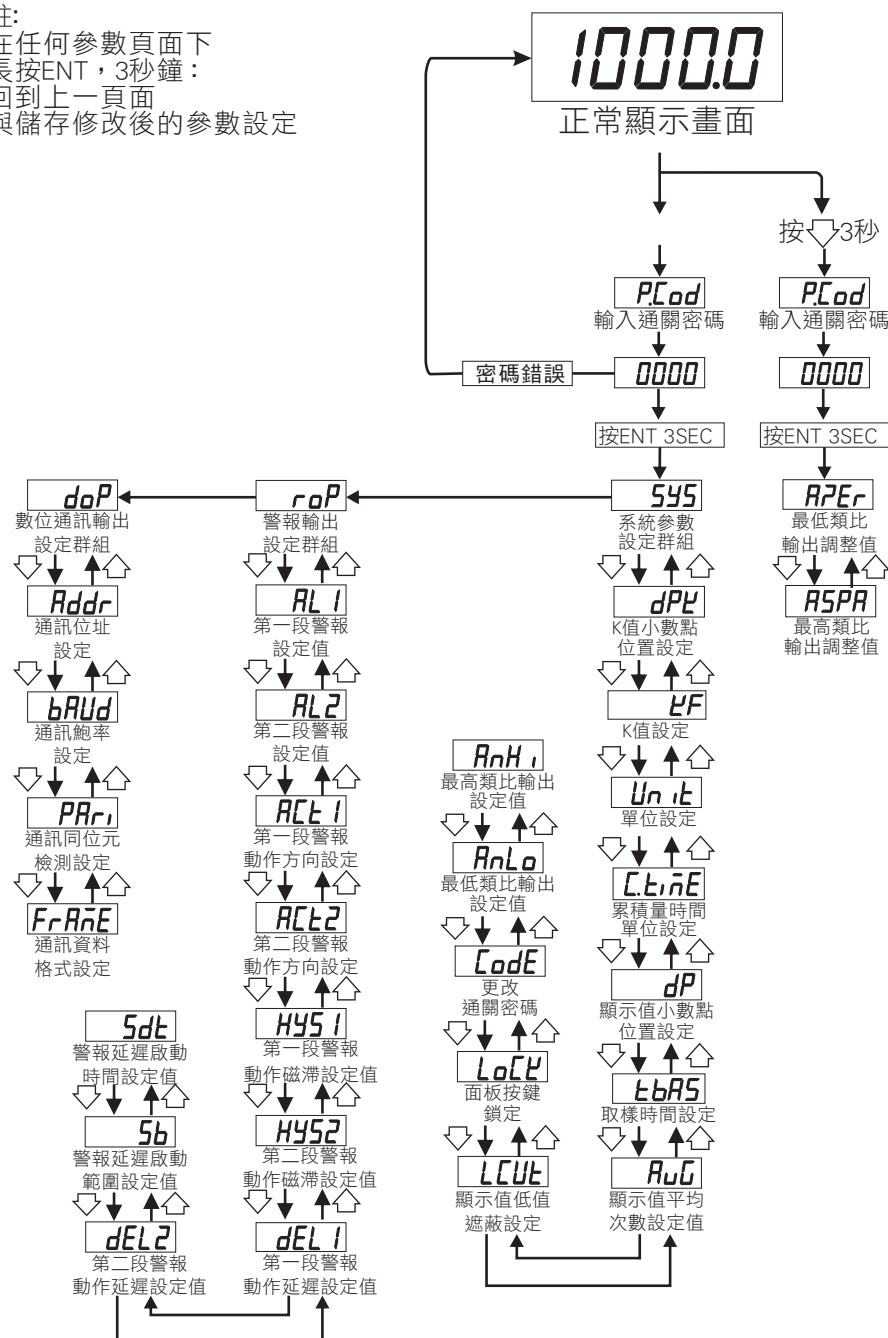 註:
在任何參數頁面下
長按ENT，3秒鐘：
回到上一頁面
與儲存修改後的參數設定
1000.0
正常顯示畫面
按 3秒
P.Cod
輸入通關密碼
P.Cod
輸入通關密碼
密碼錯誤
0000
0000
按ENT 3SEC
按ENT 3SEC
doP
數位通訊輸出
設定群組
Addr
通訊位址
設定
bAUd
通訊鮑率
設定
PAri
通訊同位元
檢測設定
FrAmE
通訊資料
格式設定
roP
警報輸出
設定群組
AL1
第一段警報
設定值
AL2
第二段警報
設定值
ACt1
第一段警報
動作方向設定
ACt2
第二段警報
動作方向設定
HYS1
第一段警報
動作磁滯設定值
HYS2
第二段警報
動作磁滯設定值
dEL1
第一段警報
動作延遲設定值
Sdt
警報延遲啟動
時間設定值
Sb
警報延遲啟動
範圍設定值
dEL2
第二段警報
動作延遲設定值
SYS
系統參數
設定群組
dPK
K值小數點
位置設定
KF
K值設定
Unit
單位設定
C.timE
累積量時間
單位設定
dP
顯示值小數點
位置設定
tbAS
取樣時間設定
AvG
顯示值平均
次數設定值
AnHi
最高類比輸出
設定值
AnLo
最低類比輸出
設定值
CodE
更改
通關密碼
LoCK
面板按鍵
鎖定
LCUt
顯示值低值
遮蔽設定
AZEr
最低類比
輸出調整值
ASPA
最高類比
輸出調整值